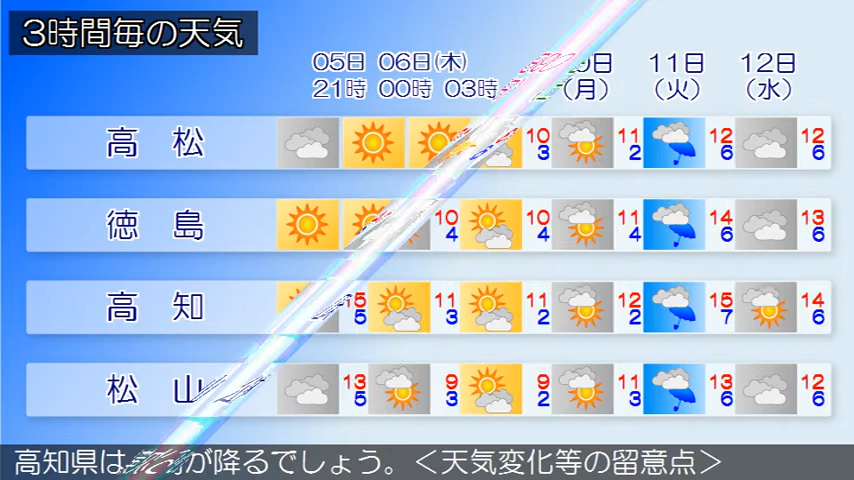 3時間毎の天気
05日 06日(木) 9日 11日 12日
21時 00時 03時 (月) (火) (水)
高松 10 3 11 2 12 6 12 6
徳島 10 4 10 4 11 4 14 6 13 6
高知 15 5 11 3 11 2 12 2 15 7 14 6
松山 13 5 9 3 9 2 11 3 13 6 12 6
高知県は が降るでしょう。＜天気変化等の留意点＞